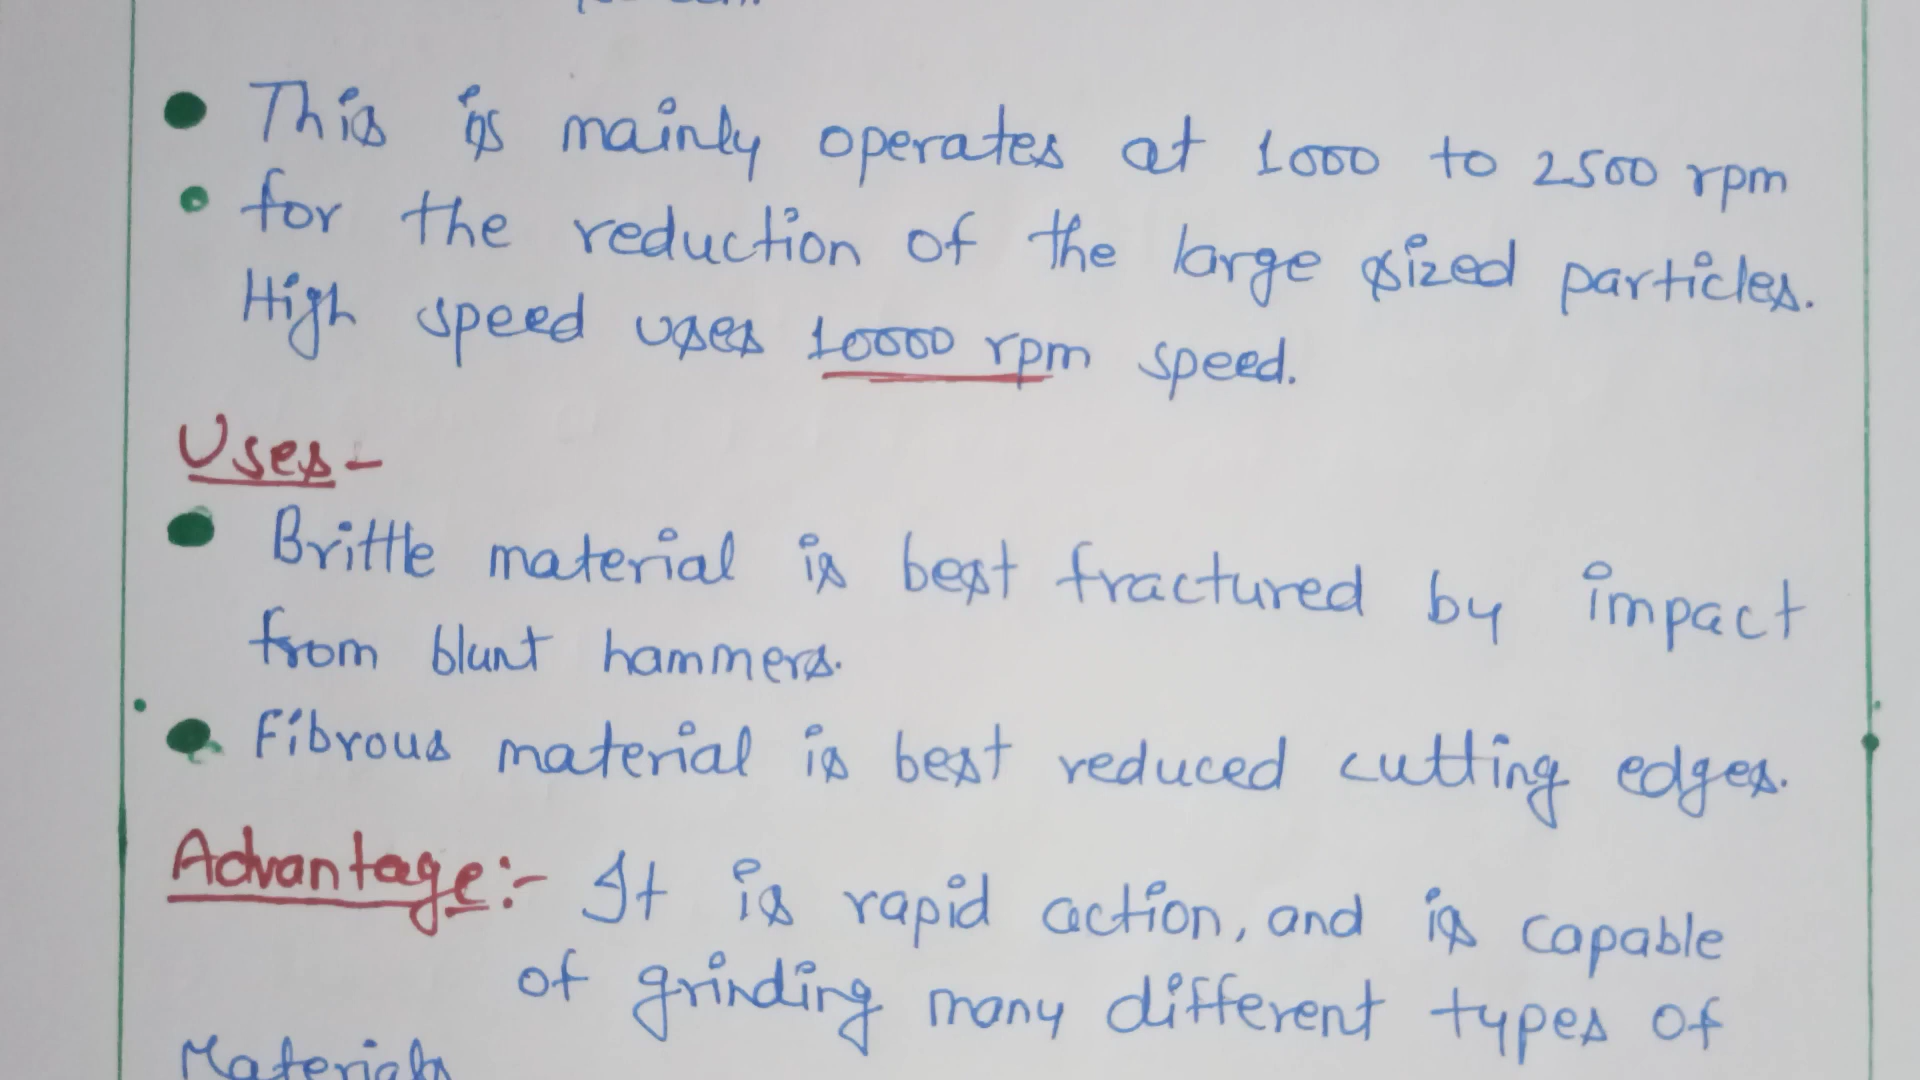 • This is mainly operates at 1000 to 2500 rpm
• for the reduction of the large sized particles.
High speed uses 10000 rpm speed.
Uses-
• Brittle material is best fractured by impact
from blunt hammers.
• Fibrous material is best reduced cutting edges.
Advantage:- It is rapid action, and is capable
of grinding many different types of
Materials